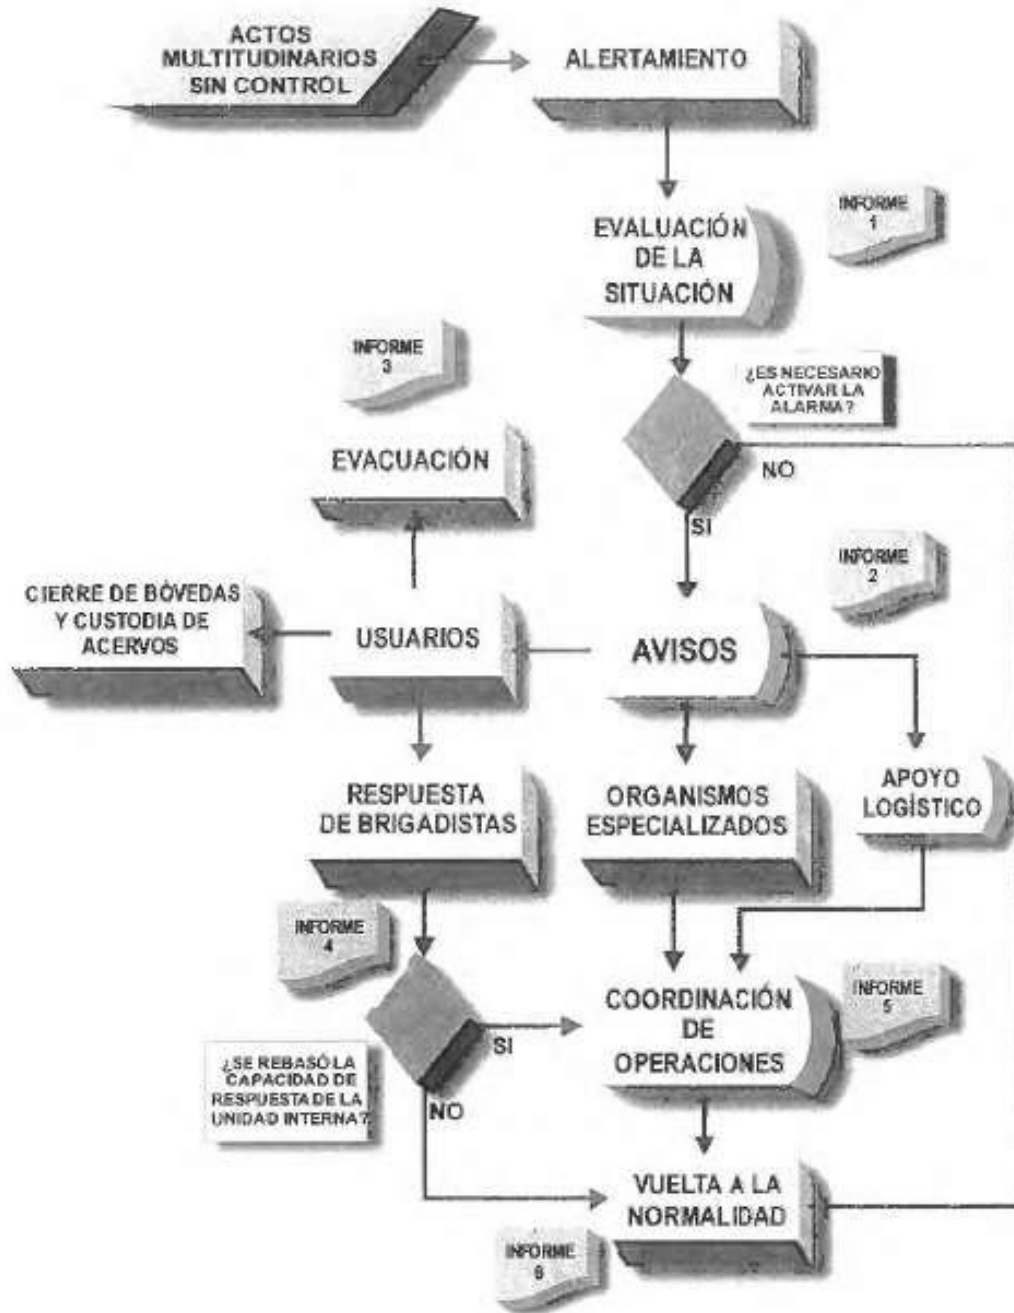 ACTOS
MULTITUDINARIOS
SIN CONTROL
ALERTAMIENTO
EVALUACIÓN
DE LA
SITUACIÓN
INFORME
1
INFORME
3
¿ES NECESARIO
ACTIVAR LA
ALARMA?
NO
SI
EVACUACIÓN
INFORME
2
CIERRE DE BÓVEDAS
Y CUSTODIA DE
ACERVOS
USUARIOS
AVISOS
RESPUESTA
DE BRIGADISTAS
ORGANISMOS
ESPECIALIZADOS
APOYO
LOGÍSTICO
INFORME
4
COORDINACIÓN
DE
OPERACIONES
INFORME
5
SI
¿SE REBASÓ LA
CAPACIDAD DE
RESPUESTA DE LA
UNIDAD INTERNA?
NO
VUELTA A LA
NORMALIDAD
INFORME
6